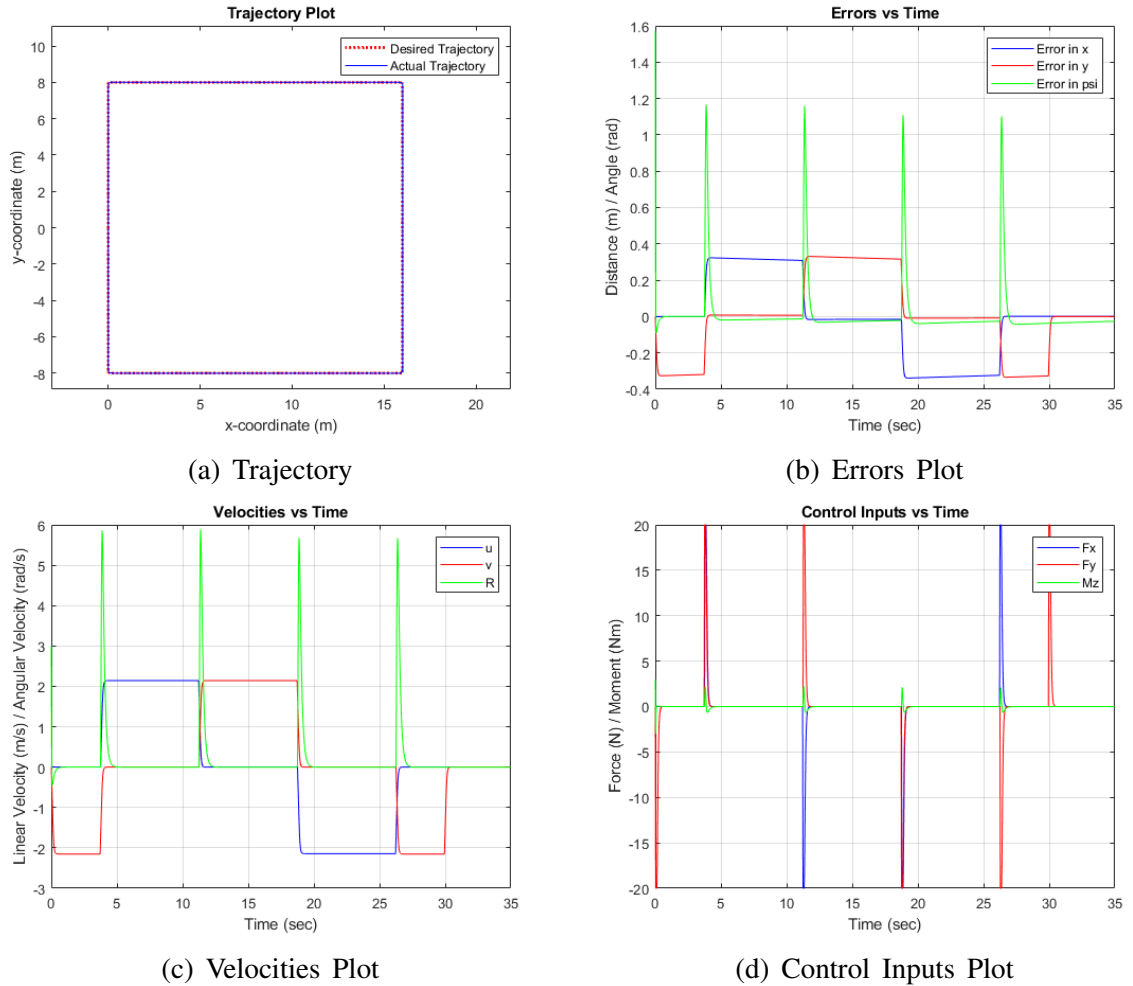 Trajectory Plot
10
8
6
4
2
0
-2
-4
-6
-8
0
5
10
15
20
y-coordinate (m)
x-coordinate (m)
Desired Trajectory
Actual Trajectory
(a) Trajectory
Errors vs Time
1.6
1.4
1.2
1
0.8
0.6
0.4
0.2
0
-0.2
-0.4
0
5
10
15
20
25
30
35
Distance (m) / Angle (rad)
Time (sec)
Error in x
Error in y
Error in psi
(b) Errors Plot
Velocities vs Time
6
5
4
3
2
1
0
-1
-2
-3
0
5
10
15
20
25
30
35
Linear Velocity (m/s) / Angular Velocity (rad/s)
Time (sec)
u
v
R
(c) Velocities Plot
Control Inputs vs Time
20
15
10
5
0
-5
-10
-15
-20
0
5
10
15
20
25
30
35
Force (N) / Moment (Nm)
Time (sec)
Fx
Fy
Mz
(d) Control Inputs Plot